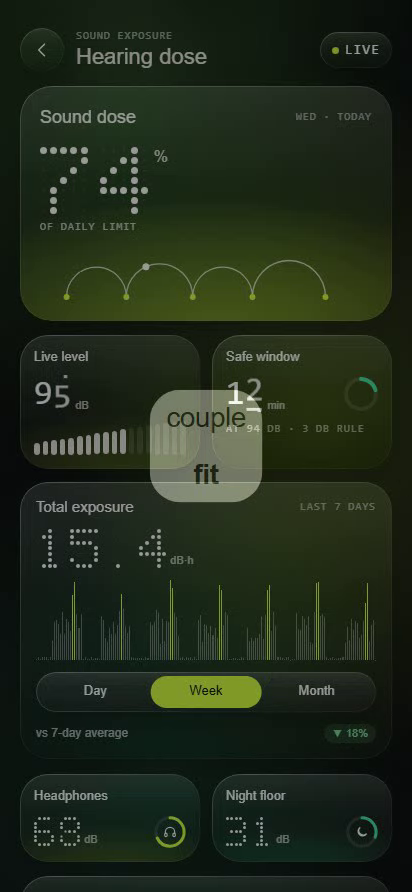 SOUND EXPOSURE
Hearing dose
LIVE
Sound dose
WED · TODAY
74 %
OF DAILY LIMIT
Live level
Safe window
95 dB
12 min
AT 94 DB · 3 DB RULE
couple
fit
Total exposure
LAST 7 DAYS
15.4 dB·h
Day
Week
Month
vs 7-day average
▼ 18%
Headphones
Night floor
68 dB
31 dB